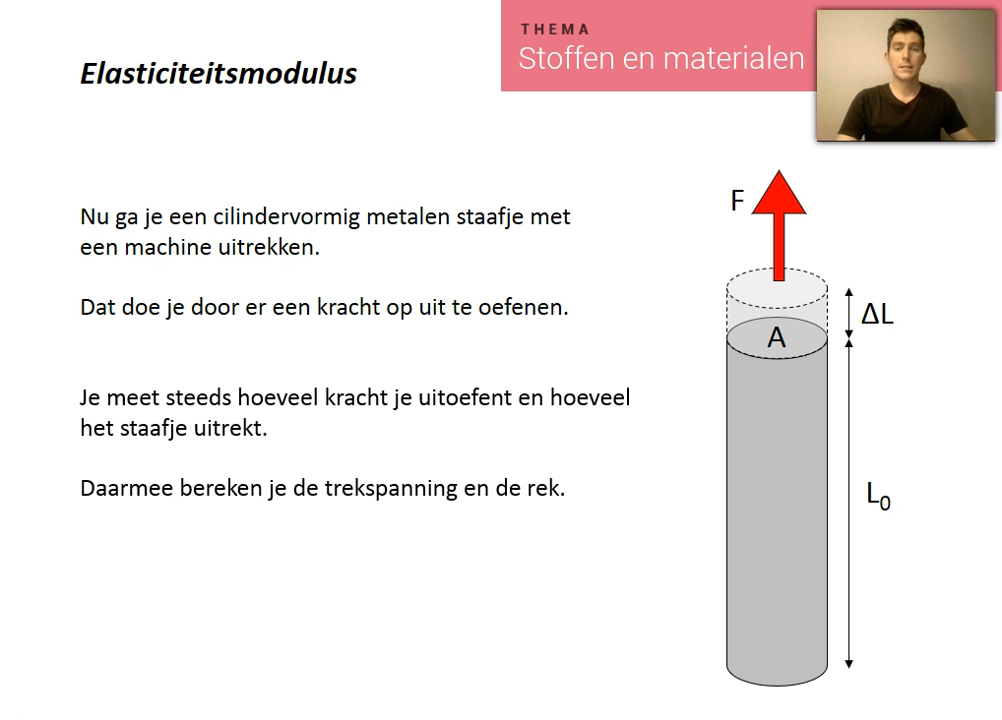 THEMA
Stoffen en materialen
Elasticiteitsmodulus
Nu ga je een cilindervormig metalen staafje met
een machine uitrekken.
Dat doe je door er een kracht op uit te oefenen.
Je meet steeds hoeveel kracht je uitoefent en hoeveel
het staafje uitrekt.
Daarmee bereken je de trekspanning en de rek.
F
ΔL
A
L₀